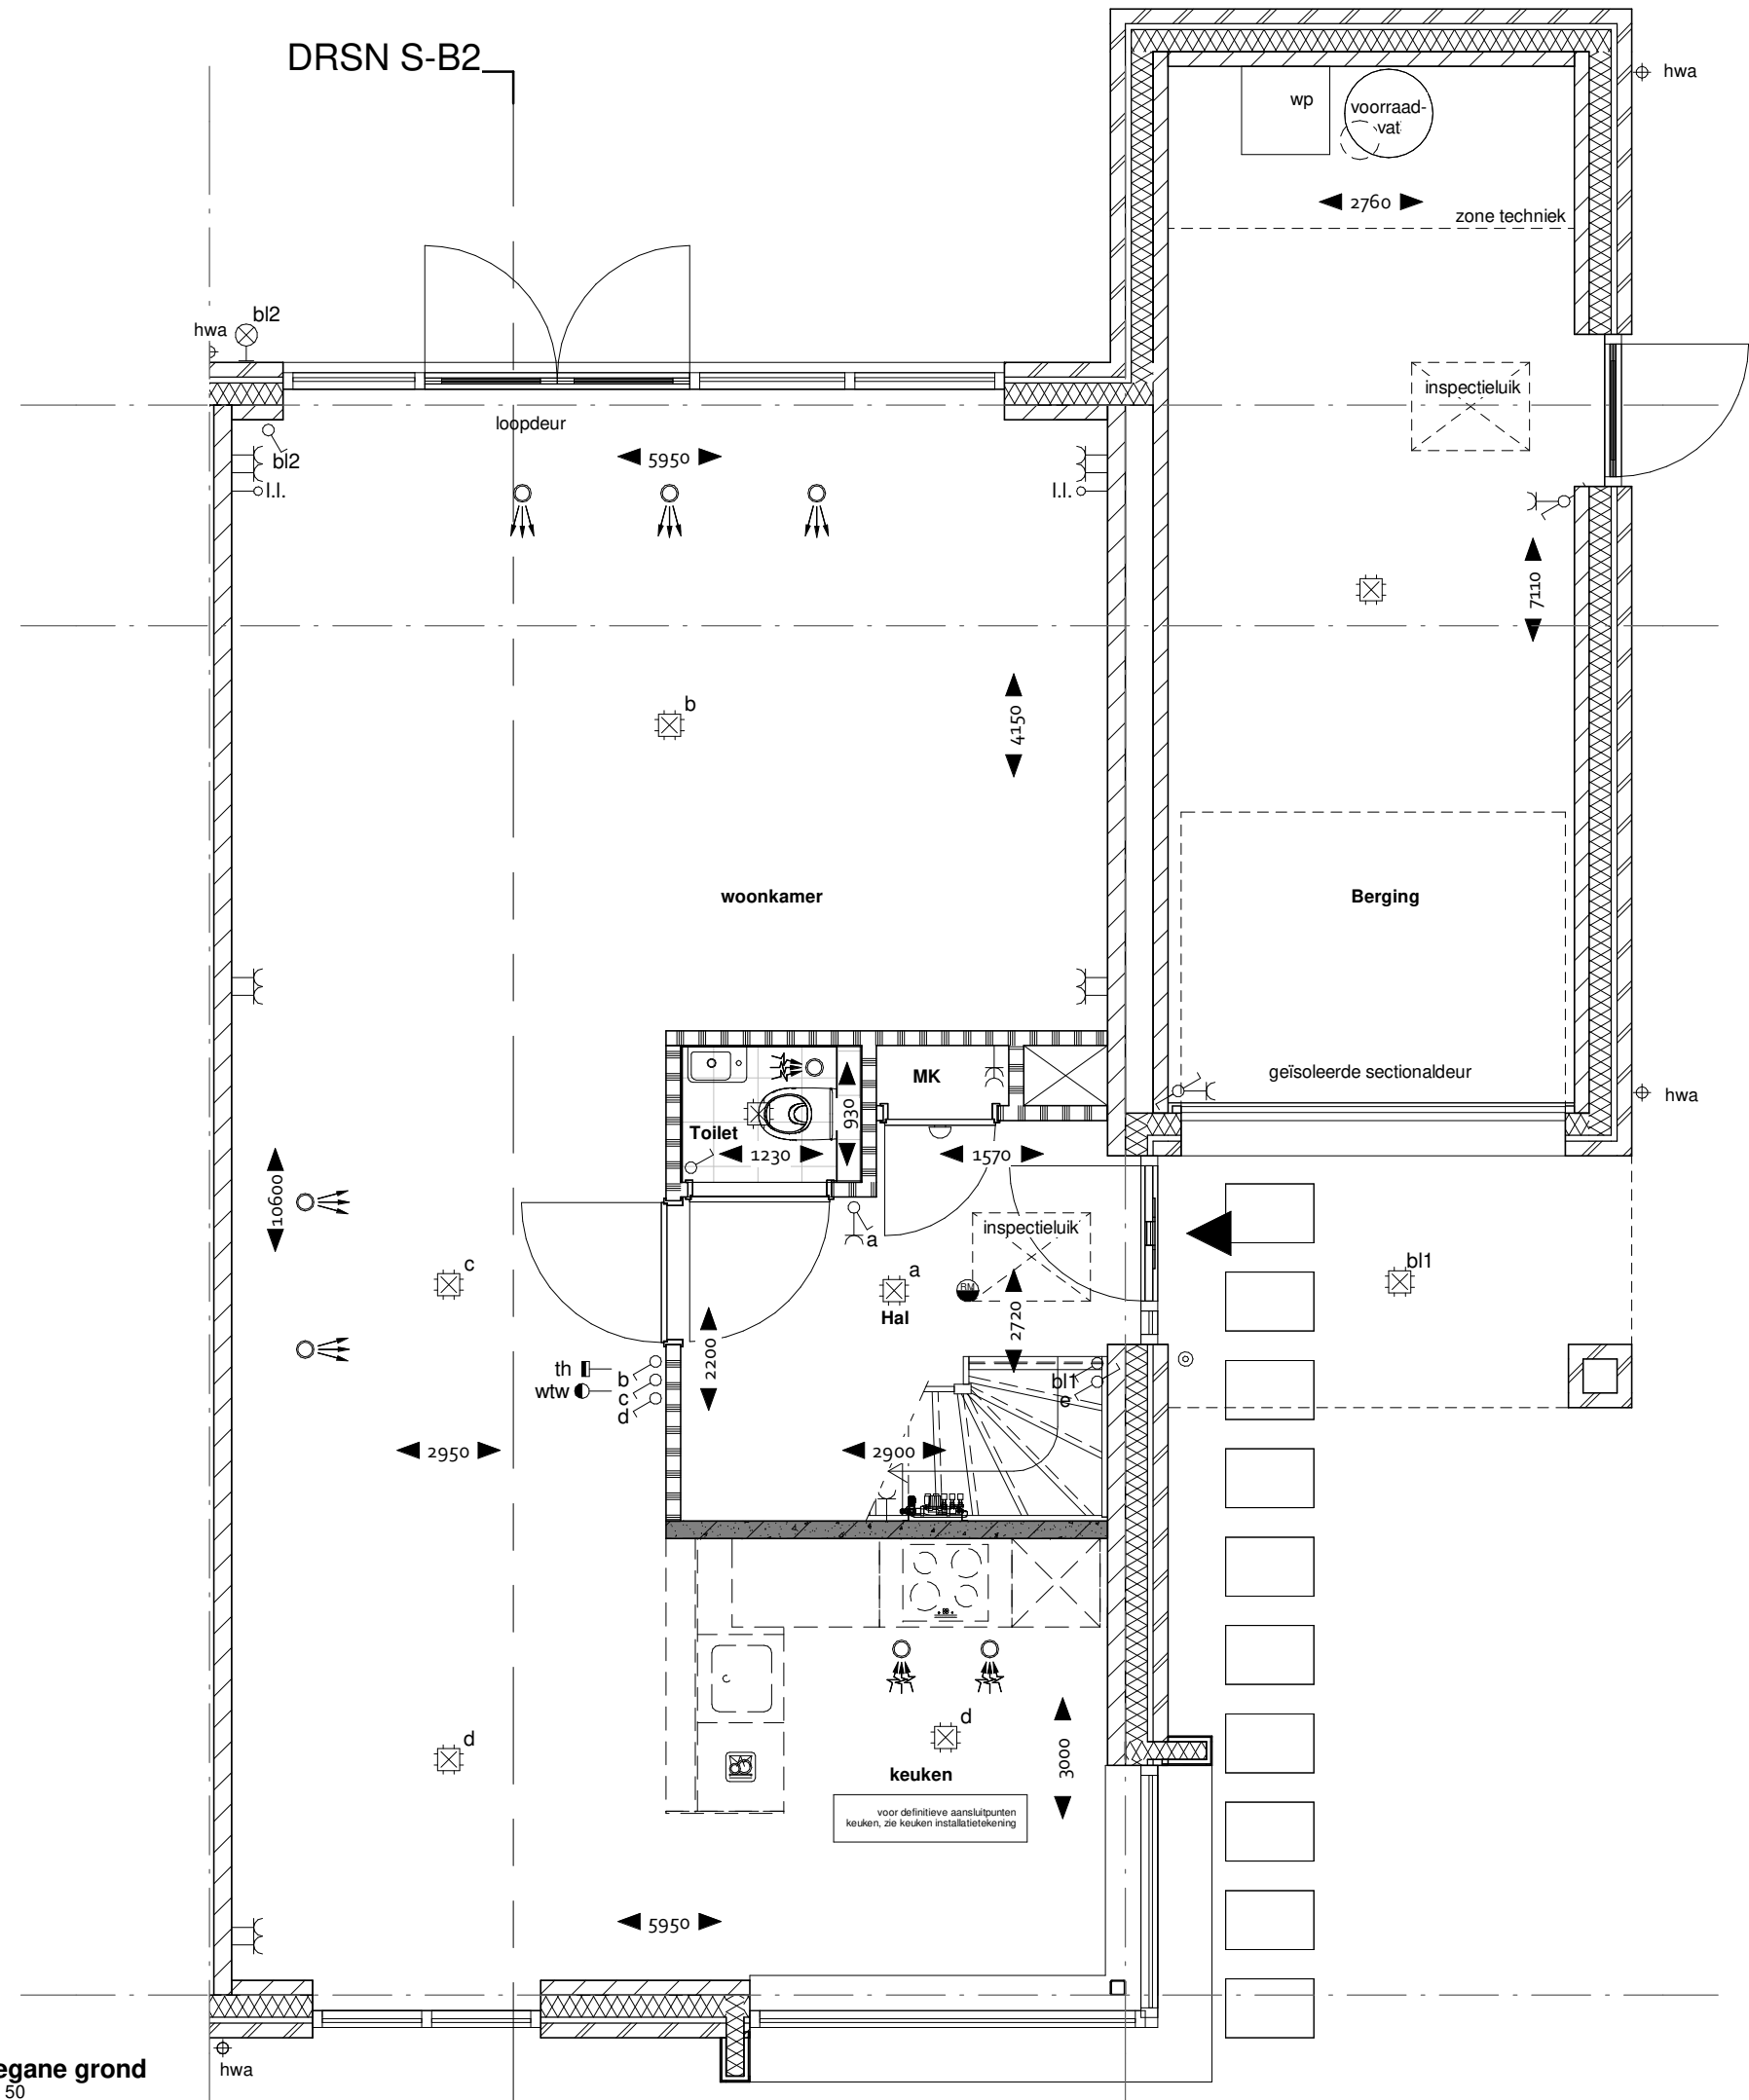 DRSN S-B2
hwa
wp
voorraad-
vat
2760
zone techniek
bl2
hwa
inspectieluik
loopdeur
5950
bl2
l.l.
l.l.
7110
b
4150
woonkamer
Berging
geïsoleerde sectionaldeur
MK
hwa
930
Toilet
1230
1570
10600
a
inspectieluik
c
a
RM
bl1
Hal
2720
2200
th
b
wtw
c
d
bl1
e
2950
2900
c
d
d
3000
keuken
voor definitieve aansluitpunten
keuken, zie keuken installatietekening
5950
hwa
egane grond
50